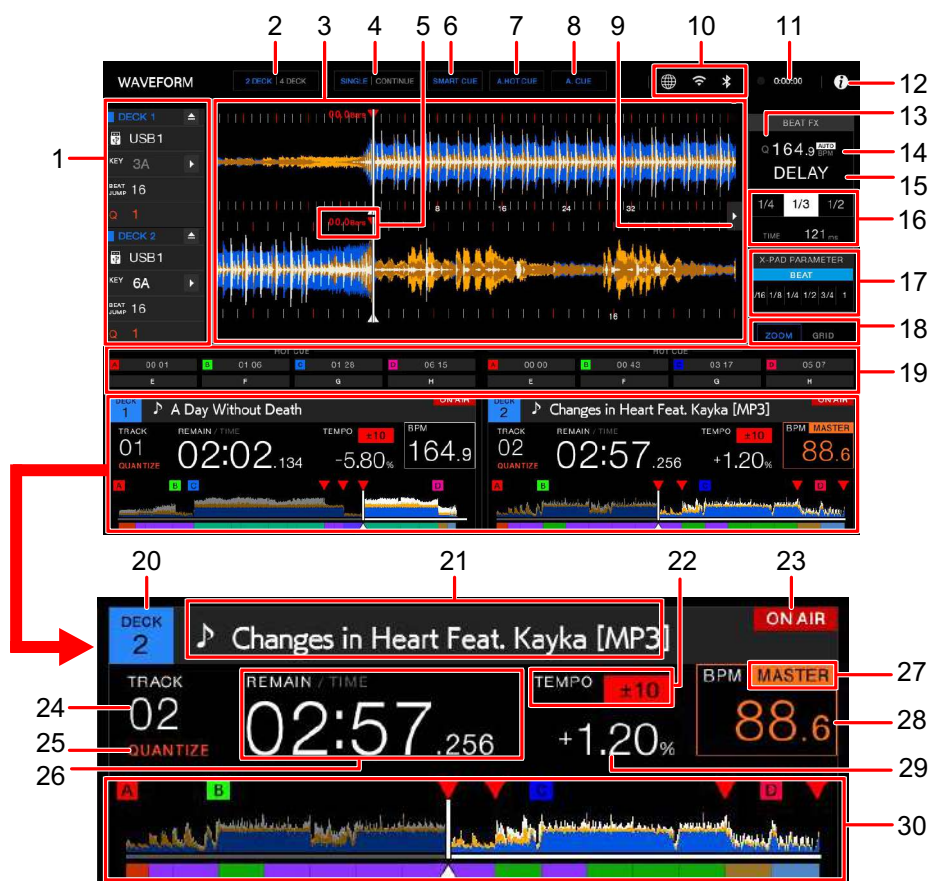 2 3 4 5 6 7 8 9 10 11
WAVEFORM 2 DECK 4 DECK SINGLE CONTINUE SMART CUE A.HOT CUE A. CUE 0:00:00 i 12
13
1
DECK 1
USB1
KEY 3A
BEAT JUMP 16
Q 1
DECK 2
USB1
KEY 6A
BEAT JUMP 16
Q 1
00.0Bars
8 16 24 32
00.0Bars
16
BEAT FX
Q 164.9 AUTO BPM 14
DELAY 15
1/4 1/3 1/2 16
TIME 121 ms
X-PAD PARAMETER 17
BEAT
/16 1/8 1/4 1/2 3/4 1
ZOOM GRID 18
HOT CUE HOT CUE
A 00 01 B 01:06 C 01 28 D 06 15 A 00 00 B 00 43 C 03 17 D 05 07 19
E F G H E F G H
DECK 1 A Day Without Death ON AIR DECK 2 Changes in Heart Feat. Kayka [MP3] ON AIR
TRACK REMAIN / TIME TEMPO ±10 BPM TRACK REMAIN / TIME TEMPO ±10 BPM MASTER
01 02:02.134 -5.80% 164.9 02 02:57.256 +1.20% 88.6
QUANTIZE QUANTIZE
A B C D A B C D
20 21 22 23
DECK 2 Changes in Heart Feat. Kayka [MP3] ON AIR
TRACK REMAIN / TIME TEMPO ±10 BPM MASTER 27
24 02 02:57.256 +1.20% 88.6 28
25 QUANTIZE
26 29
A B C D
30